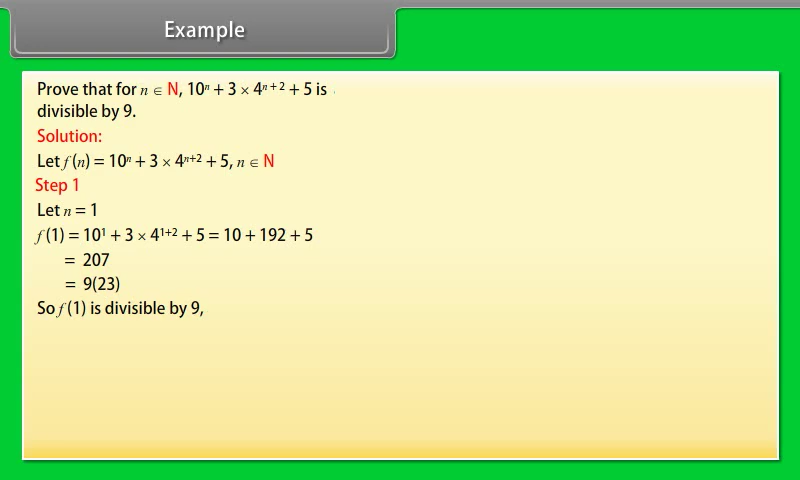 Example
Prove that for n ∈ N, 10ⁿ + 3 × 4ⁿ⁺² + 5 is
divisible by 9.
Solution:
Let f (n) = 10ⁿ + 3 × 4ⁿ⁺² + 5, n ∈ N
Step 1
Let n = 1
f (1) = 10¹ + 3 × 4¹⁺² + 5 = 10 + 192 + 5
= 207
= 9(23)
So f (1) is divisible by 9,